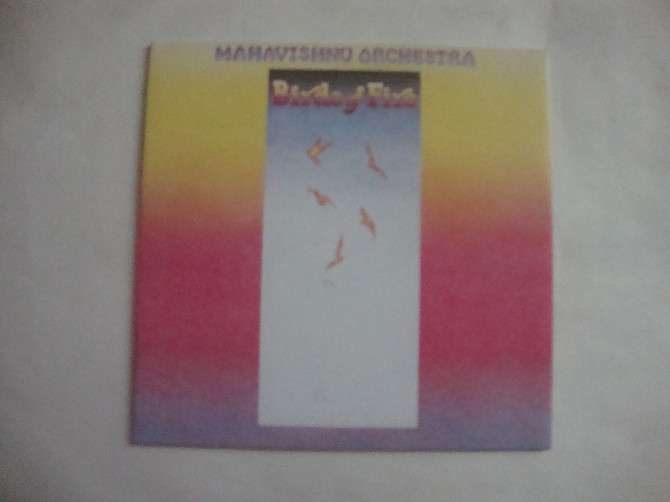 MAHAVISHNU ORCHESTRA
Birds of Fire